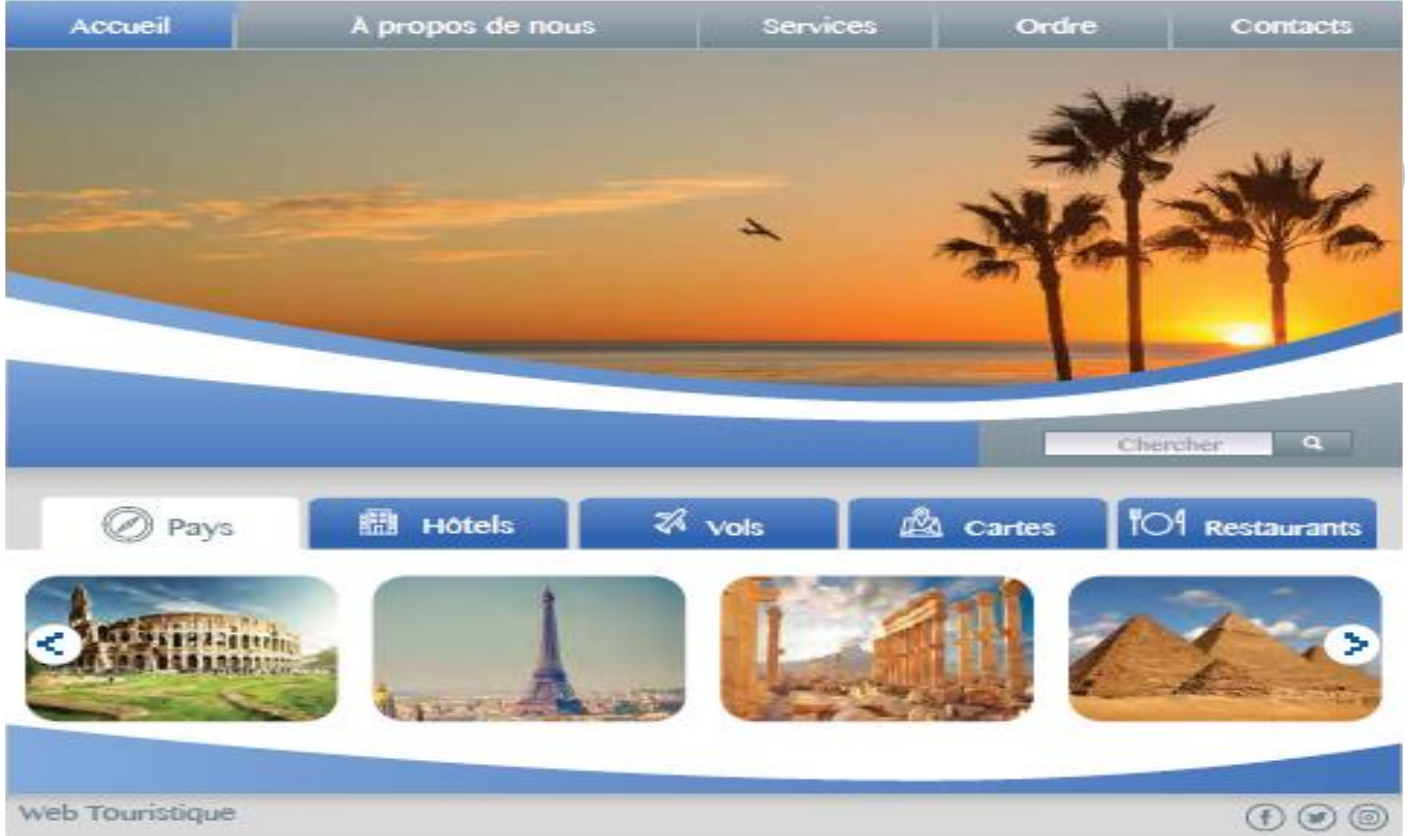 Accueil À propos de nous Services Ordre Contacts
Chercher
Pays Hôtels Vols Cartes Restaurants
Web Touristique